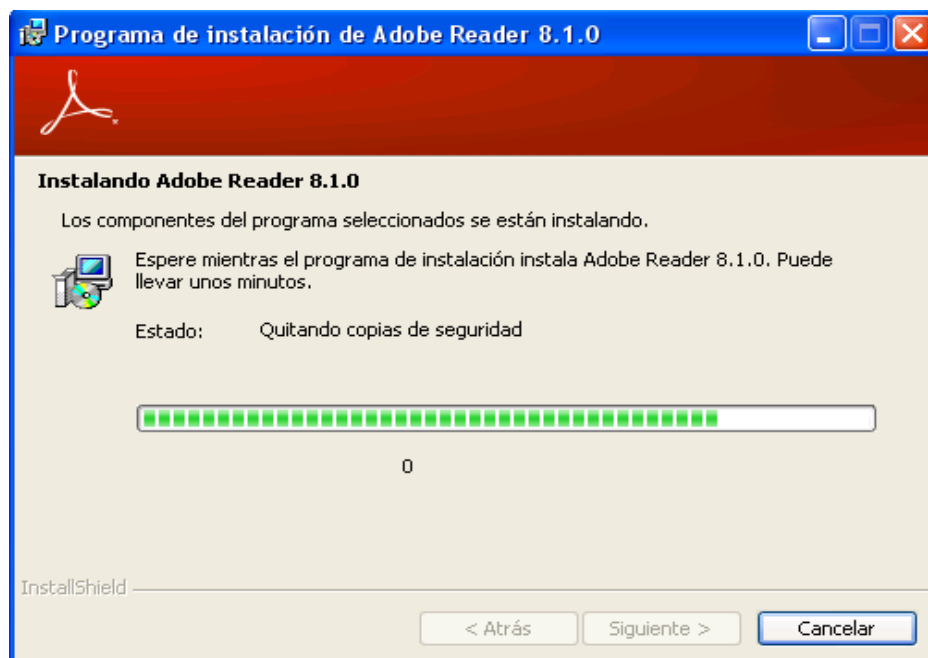 Programa de instalación de Adobe Reader 8.1.0
Instalando Adobe Reader 8.1.0
Los componentes del programa seleccionados se están instalando.
Espere mientras el programa de instalación instala Adobe Reader 8.1.0. Puede
llevar unos minutos.
Estado: Quitando copias de seguridad
0
InstallShield
< Atrás Siguiente > Cancelar